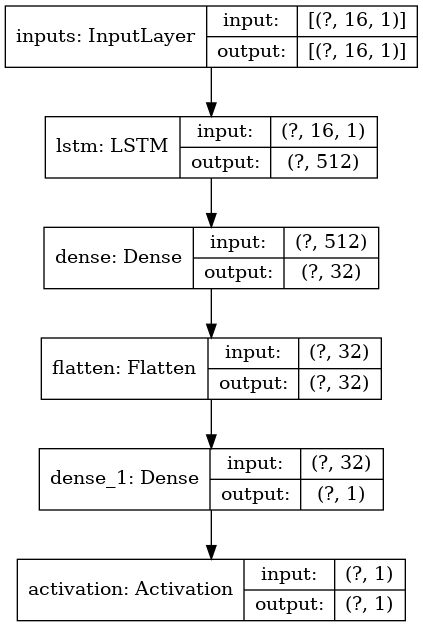 inputs: InputLayer
input: [(?, 16, 1)]
output: [(?, 16, 1)]
lstm: LSTM
input: (?, 16, 1)
output: (?, 512)
dense: Dense
input: (?, 512)
output: (?, 32)
flatten: Flatten
input: (?, 32)
output: (?, 32)
dense_1: Dense
input: (?, 32)
output: (?, 1)
activation: Activation
input: (?, 1)
output: (?, 1)